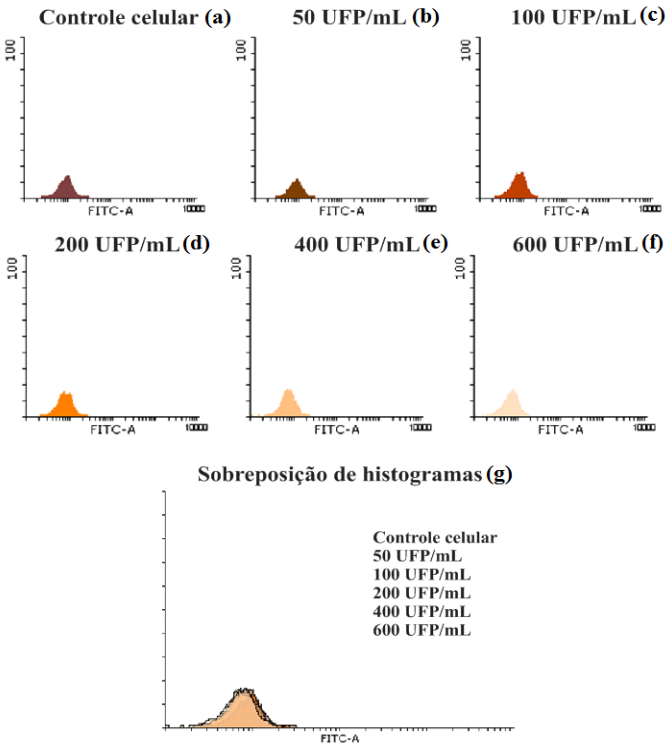 Controle celular (a)
50 UFP/mL (b)
100 UFP/mL (c)
100
100
100
FITC-A
10000
FITC-A
10000
FITC-A
10000
200 UFP/mL (d)
400 UFP/mL (e)
600 UFP/mL (f)
100
100
100
FITC-A
10000
FITC-A
10000
FITC-A
10000
Sobreposição de histogramas (g)
Controle celular
50 UFP/mL
100 UFP/mL
200 UFP/mL
400 UFP/mL
600 UFP/mL
FITC-A